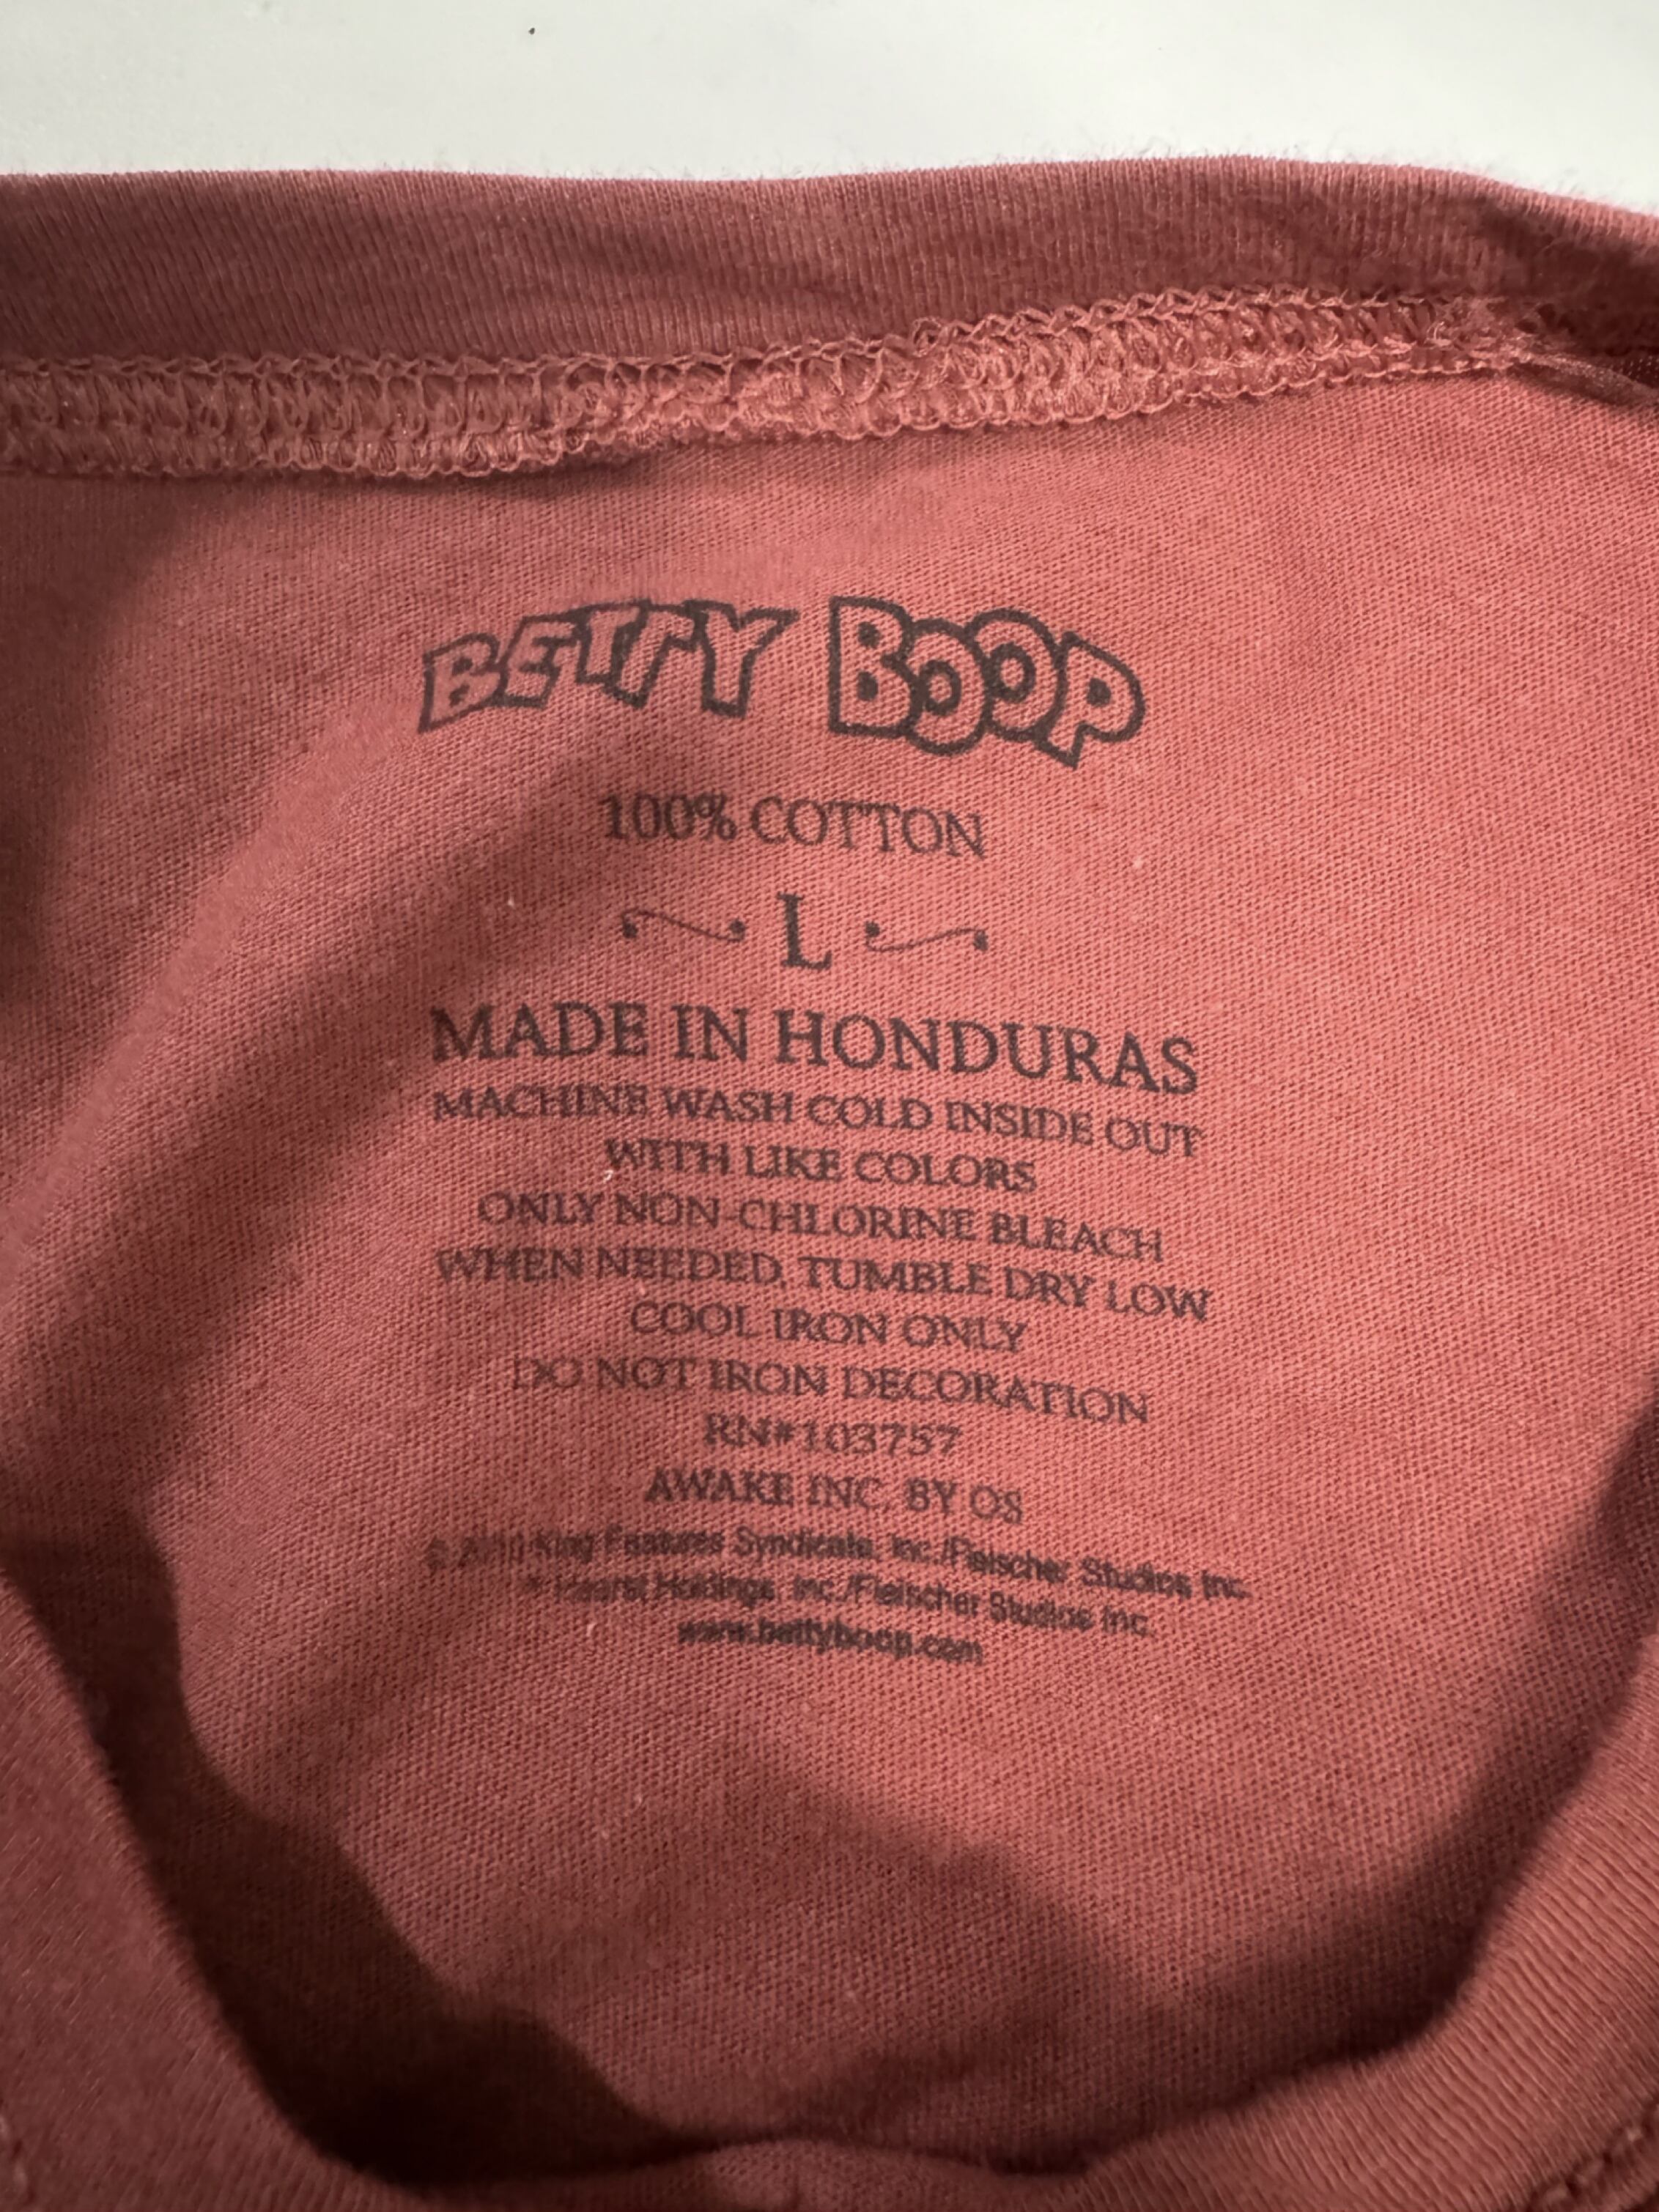 BETTY BOOP
100% COTTON
L
MADE IN HONDURAS
MACHINE WASH COLD INSIDE OUT
WITH LIKE COLORS
ONLY NON-CHLORINE BLEACH
WHEN NEEDED, TUMBLE DRY LOW
COOL IRON ONLY
DO NOT IRON DECORATION
RN#103757
AWAKE INC. BY OS
© King Features Syndicate, Inc./Fleischer Studios Inc.
Hearst Holdings, Inc./Fleischer Studios Inc.
www.bettyboop.com